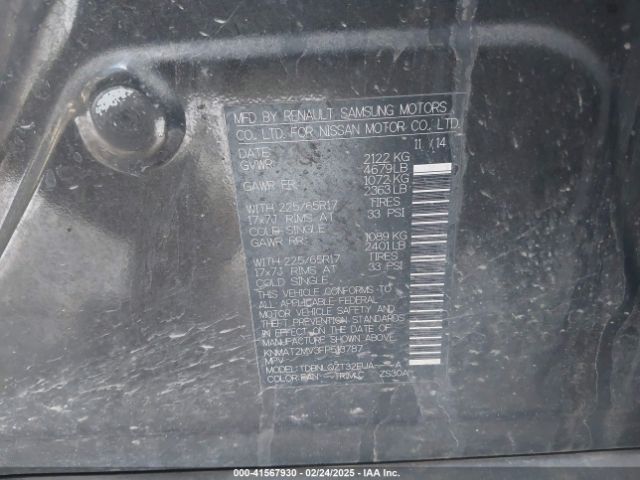 MFD BY RENAULT SAMSUNG MOTORS
CO., LTD. FOR NISSAN MOTOR CO., LTD.
DATE 11/14
GVWR 2122 KG
4679 LB
GAWR FR 1072 KG
2363 LB
WITH 225/65R17 TIRES
17x7J RIMS AT 33 PSI
COLD SINGLE
GAWR RR: 1089 KG
2401 LB
WITH 225/65R17 TIRES
17x7J RIMS AT 33 PSI
COLD SINGLE
THIS VEHICLE CONFORMS TO
ALL APPLICABLE FEDERAL
MOTOR VEHICLE SAFETY AND
THEFT PREVENTION STANDARDS
IN EFFECT ON THE DATE OF
MANUFACTURE SHOWN ABOVE.
MPV
MODEL:
COLOR: TRIM: ZS30A
000-41567930 - 02/24/2025 - IAA Inc.